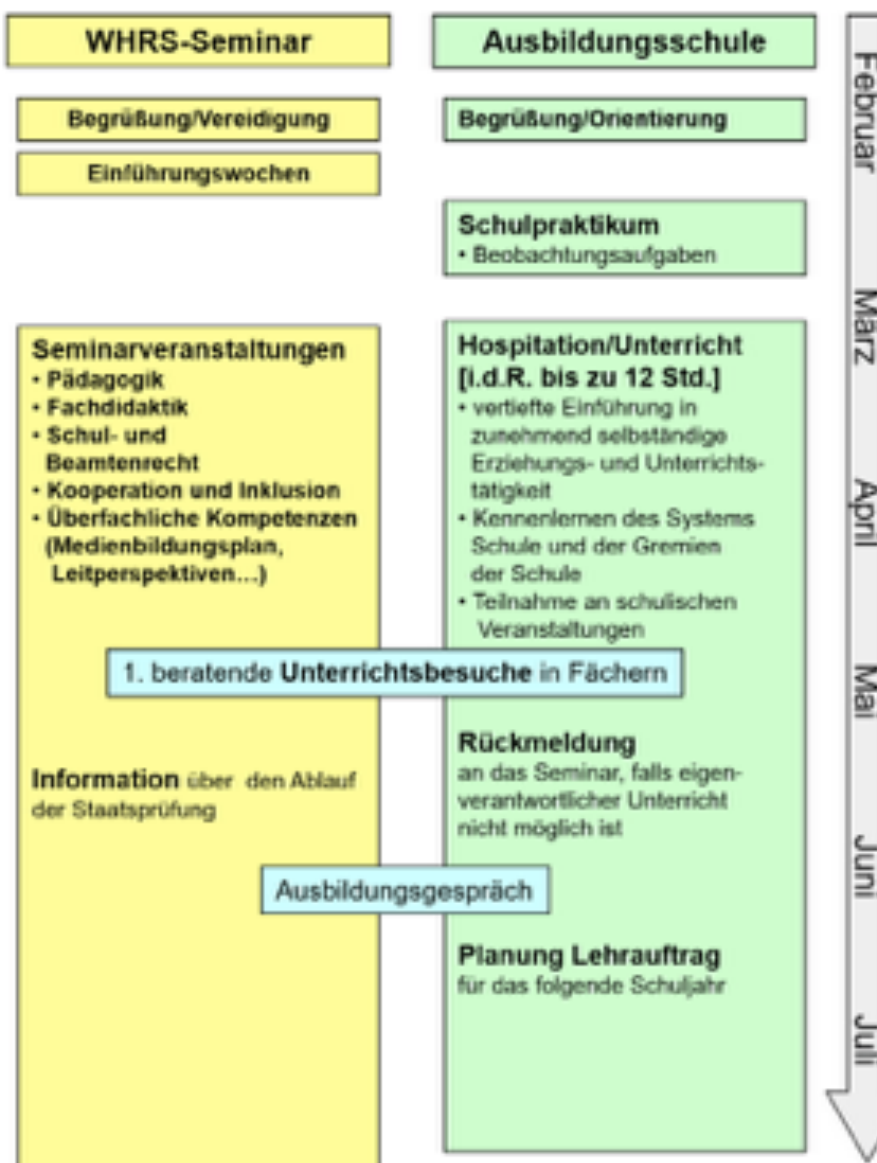 WHRS-Seminar
Begrüßung/Vereidigung
Einführungswochen
Seminarveranstaltungen
• Pädagogik
• Fachdidaktik
• Schul- und
Beamtenrecht
• Kooperation und Inklusion
• Überfachliche Kompetenzen
(Medienbildungsplan,
Leitperspektiven…)
Information über den Ablauf
der Staatsprüfung
Ausbildungsschule
Begrüßung/Orientierung
Schulpraktikum
• Beobachtungsaufgaben
Hospitation/Unterricht
[i.d.R. bis zu 12 Std.]
• vertiefte Einführung in
zunehmend selbständige
Erziehungs- und Unterrichts-
tätigkeit
• Kennenlernen des Systems
Schule und der Gremien
der Schule
• Teilnahme an schulischen
Veranstaltungen
1. beratende Unterrichtsbesuche in Fächern
Rückmeldung
an das Seminar, falls eigen-
verantwortlicher Unterricht
nicht möglich ist
Ausbildungsgespräch
Planung Lehrauftrag
für das folgende Schuljahr
Februar
März
April
Mai
Juni
Juli